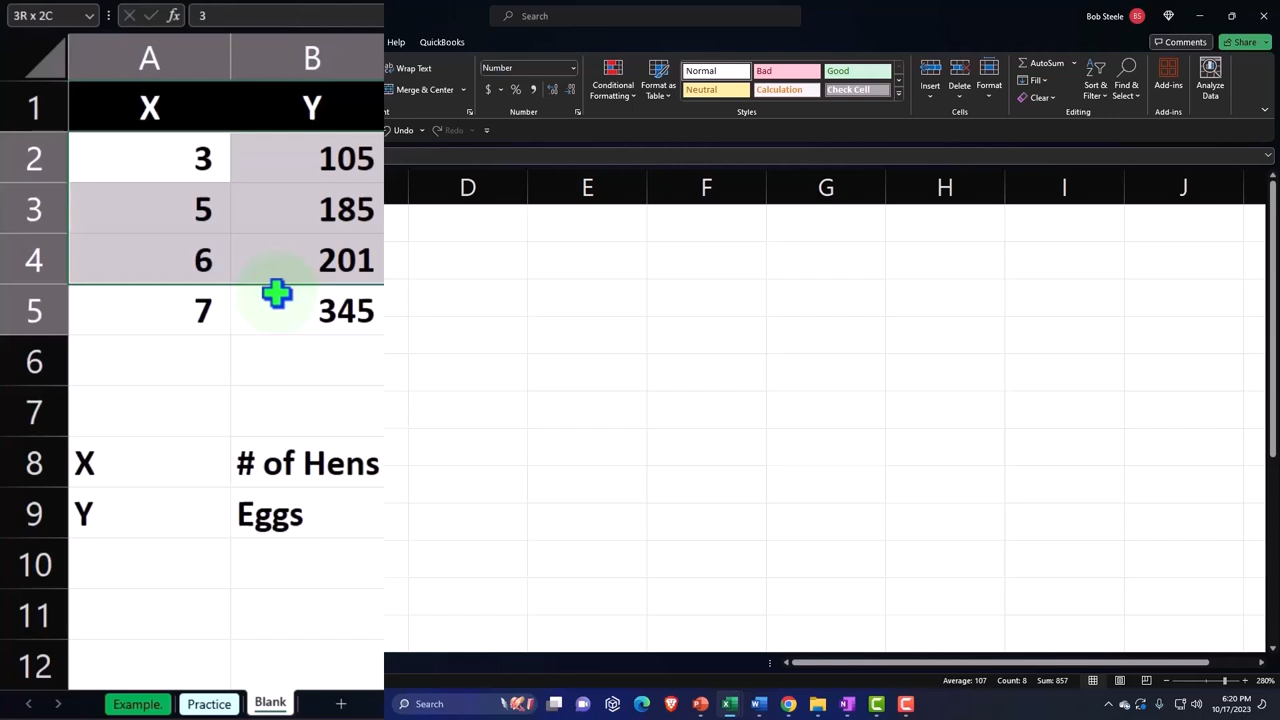 3R x 2C
3
Search
Bob Steele BS
Help QuickBooks
Comments Share
Wrap Text
Number
Normal Bad Good
Merge & Center
Neutral Calculation Check Cell
Conditional Formatting
Format as Table
Insert Delete Format
Σ Fill
Clear
Sort & Filter
Find & Select
Add-ins
Analyze Data
Number Styles Cells Editing Add-ins
Undo Redo
A B D E F G H I J
1 X Y
2 3 105
3 5 185
4 6 201
5 7 345
6
7
8 X # of Hens
9 Y Eggs
10
11
12
Example. Practice Blank +
Average: 107 Count: 8 Sum: 857 280%
Search
6:20 PM
10/17/2023